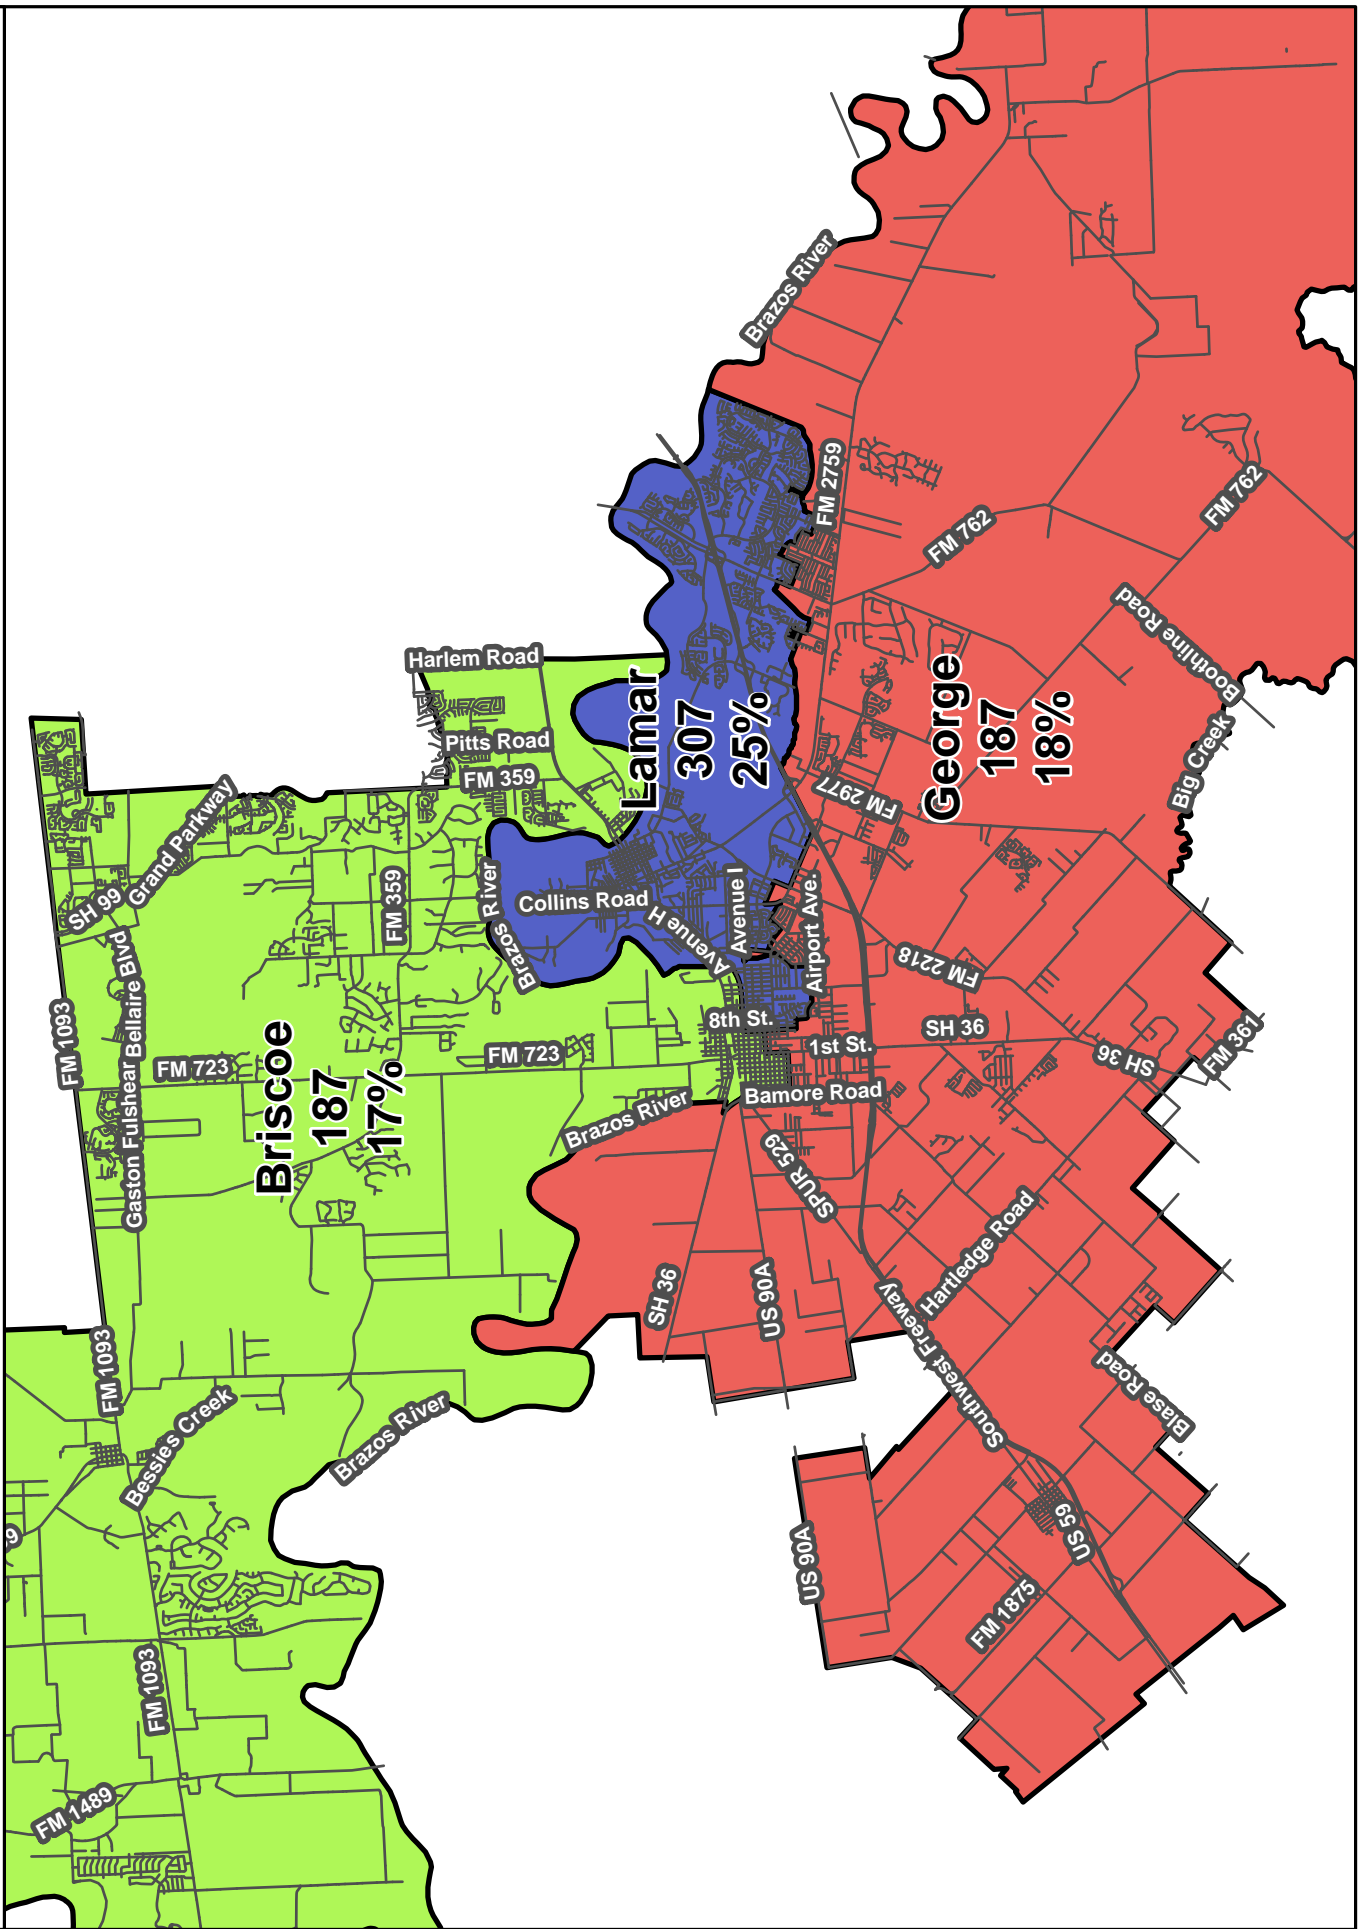 Harlem Road
Pitts Road
FM 359
Grand Parkway
SH 99
FM 1093
Gaston Fulshear Bellaire Blvd
FM 723
FM 359
Brazos River
Collins Road
Avenue H
Avenue I
Airport Ave.
8th St.
FM 723
1st St.
Bamore Road
Brazos River
Briscoe
187
17%
Lamar
307
25%
George
187
18%
Brazos River
FM 2759
FM 762
FM 762
Boothline Road
Big Creek
FM 2977
FM 2218
SH 36
SH 36
FM 361
SPUR 529
Hartledge Road
Southwest Freeway
Blase Road
SH 36
US 90A
US 90A
US 59
FM 1875
FM 1093
Bessies Creek
Brazos River
FM 1093
FM 1489